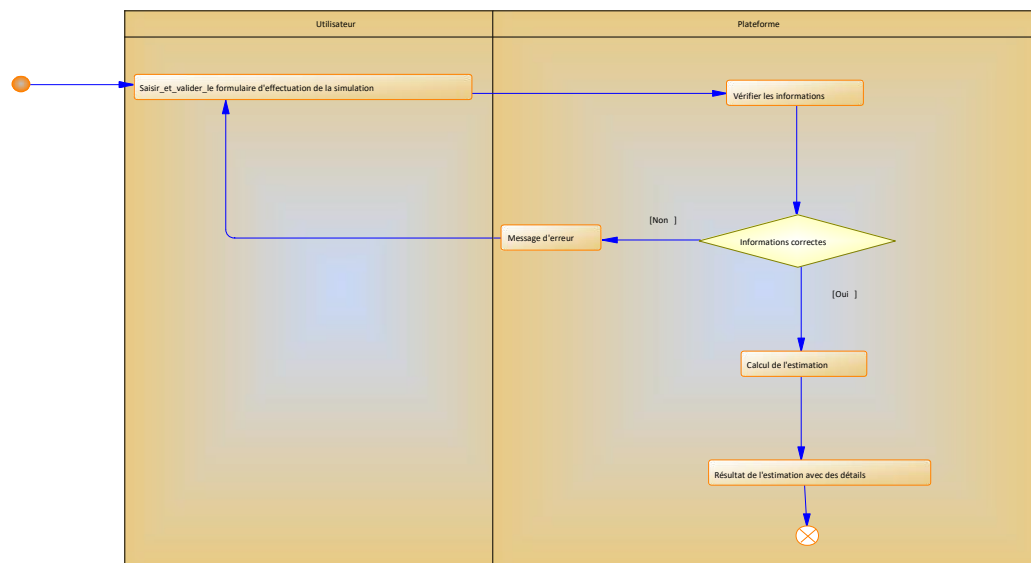 Utilisateur
Plateforme
Saisir_et_valider_le formulaire d'effectuation de la simulation
Vérifier les informations
[Non ]
Message d'erreur
Informations correctes
[Oui ]
Calcul de l'estimation
Résultat de l'estimation avec des détails